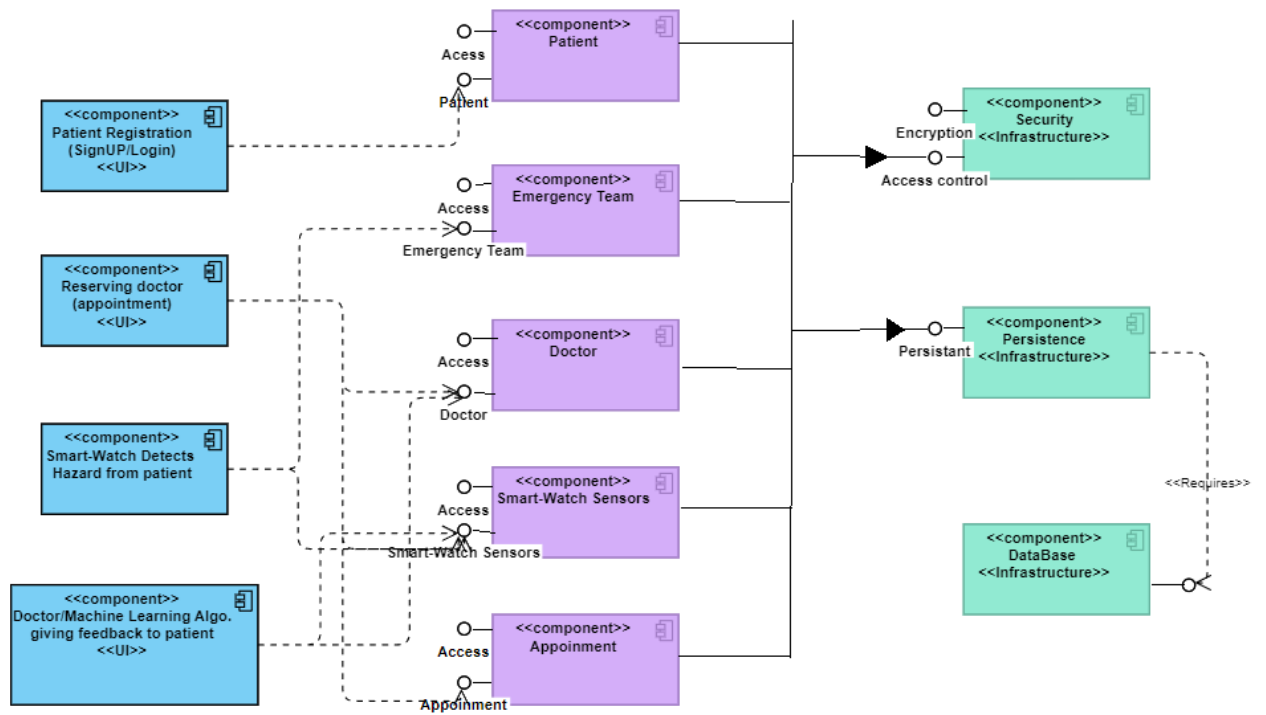 <<component>>
Patient Registration
(SignUP/Login)
<<UI>>
<<component>>
Reserving doctor
(appointment)
<<UI>>
<<component>>
Smart-Watch Detects
Hazard from patient
<<component>>
Doctor/Machine Learning Algo.
giving feedback to patient
<<UI>>
<<component>>
Patient
Acess
Patient
<<component>>
Emergency Team
Access
Emergency Team
<<component>>
Doctor
Access
Doctor
<<component>>
Smart-Watch Sensors
Access
Smart-Watch Sensors
<<component>>
Appoinment
Access
Appoinment
<<component>>
Security
<<Infrastructure>>
Encryption
Access control
<<component>>
Persistence
<<Infrastructure>>
Persistant
<<Requires>>
<<component>>
DataBase
<<Infrastructure>>